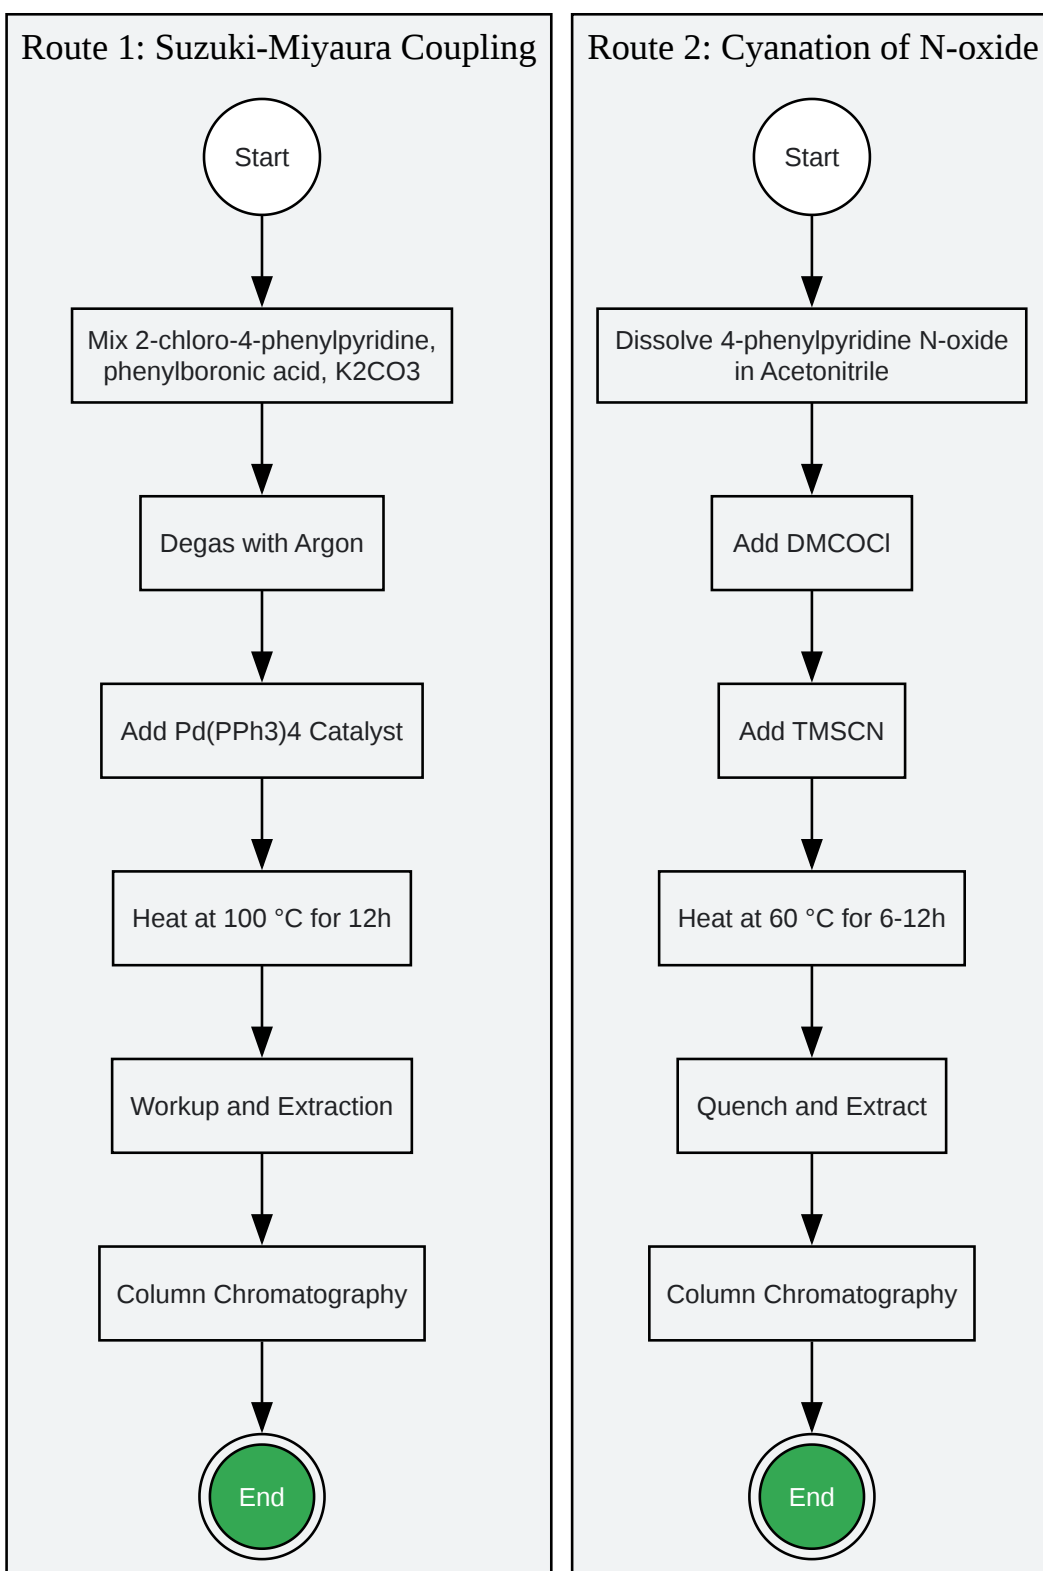 Route 1: Suzuki-Miyaura Coupling
Start
Mix 2-chloro-4-phenylpyridine,
phenylboronic acid, K2CO3
Degas with Argon
Add Pd(PPh3)4 Catalyst
Heat at 100 °C for 12h
Workup and Extraction
Column Chromatography
End
Route 2: Cyanation of N-oxide
Start
Dissolve 4-phenylpyridine N-oxide
in Acetonitrile
Add DMCOCl
Add TMSCN
Heat at 60 °C for 6-12h
Quench and Extract
Column Chromatography
End